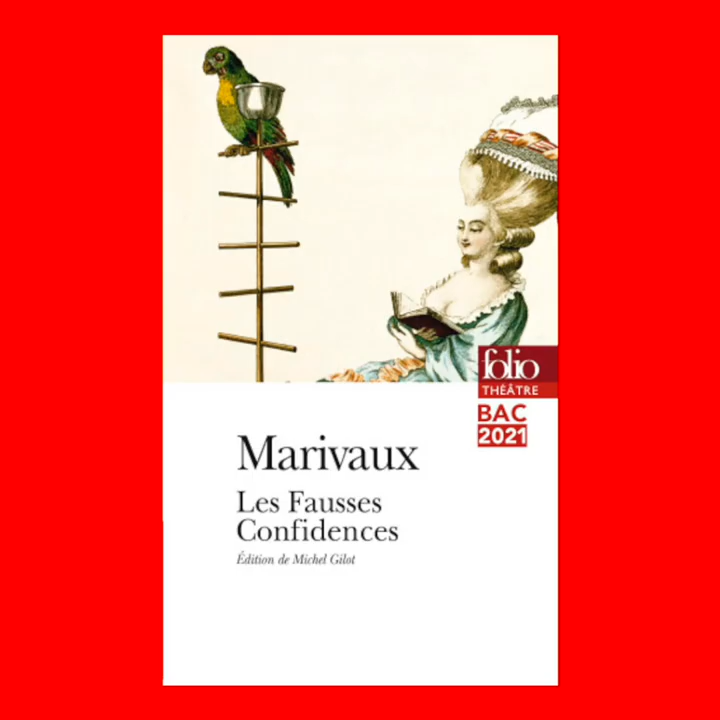 folio
THÉÂTRE
BAC
2021
Marivaux
Les Fausses
Confidences
Édition de Michel Gilot